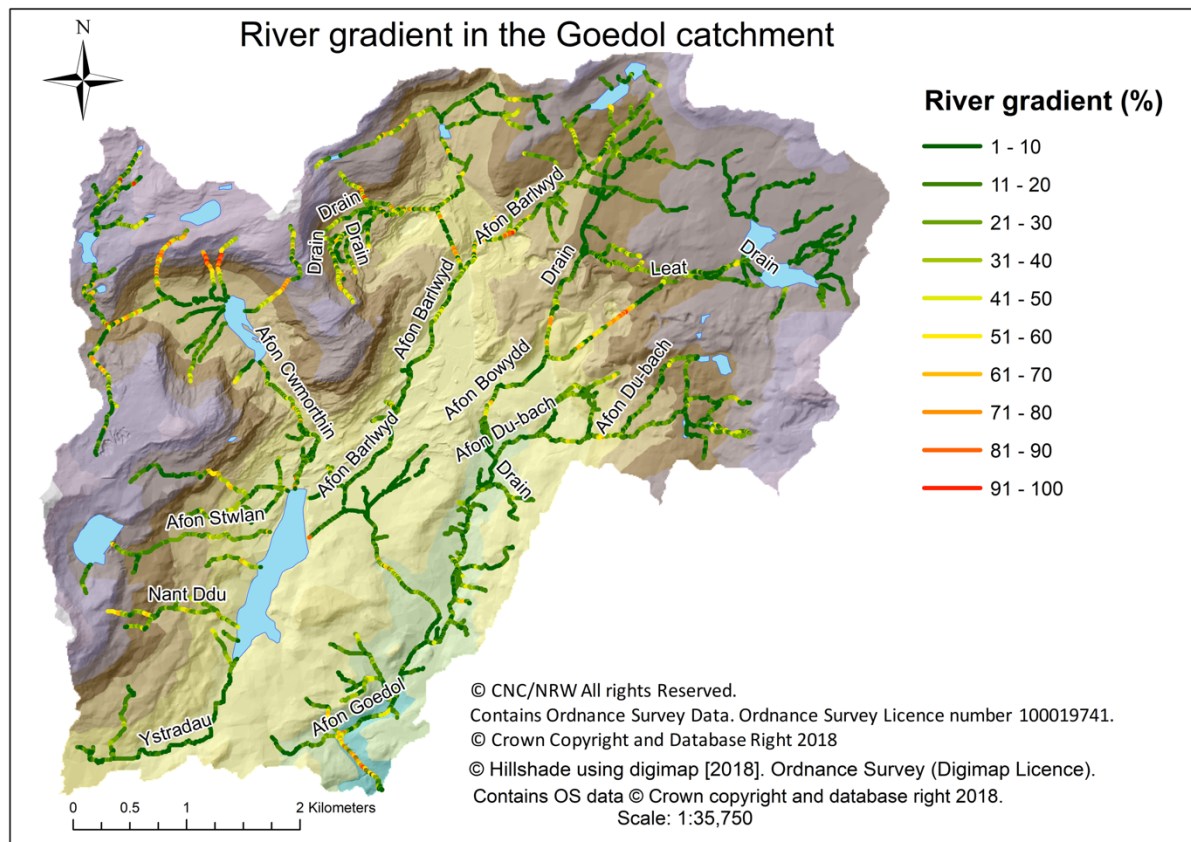 River gradient in the Goedol catchment
N
River gradient (%)
1 - 10
11 - 20
21 - 30
31 - 40
41 - 50
51 - 60
61 - 70
71 - 80
81 - 90
91 - 100
Drain
Drain
Drain
Afon Barlwyd
Drain
Leat
Drain
Afon Barlwyd
Afon Cwmorthin
Afon Bowydd
Afon Du-bach
Afon Barlwyd
Afon Du-bach
Drain
Afon Stwlan
Nant Ddu
Afon Goedol
Ystradau
© CNC/NRW All rights Reserved.
Contains Ordnance Survey Data. Ordnance Survey Licence number 100019741.
© Crown Copyright and Database Right 2018
© Hillshade using digimap [2018]. Ordnance Survey (Digimap Licence).
Contains OS data © Crown copyright and database right 2018.
Scale: 1:35,750
0 0.5 1 2 Kilometers